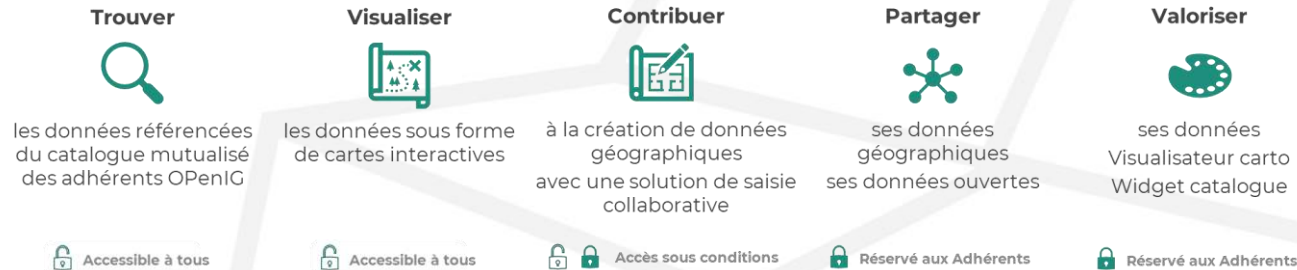 Trouver
les données référencées
du catalogue mutualisé
des adhérents OPenIG
Accessible à tous
Visualiser
les données sous forme
de cartes interactives
Accessible à tous
Contribuer
à la création de données
géographiques
avec une solution de saisie
collaborative
Accès sous conditions
Partager
ses données
géographiques
ses données ouvertes
Réservé aux Adhérents
Valoriser
ses données
Visualisateur carto
Widget catalogue
Réservé aux Adhérents